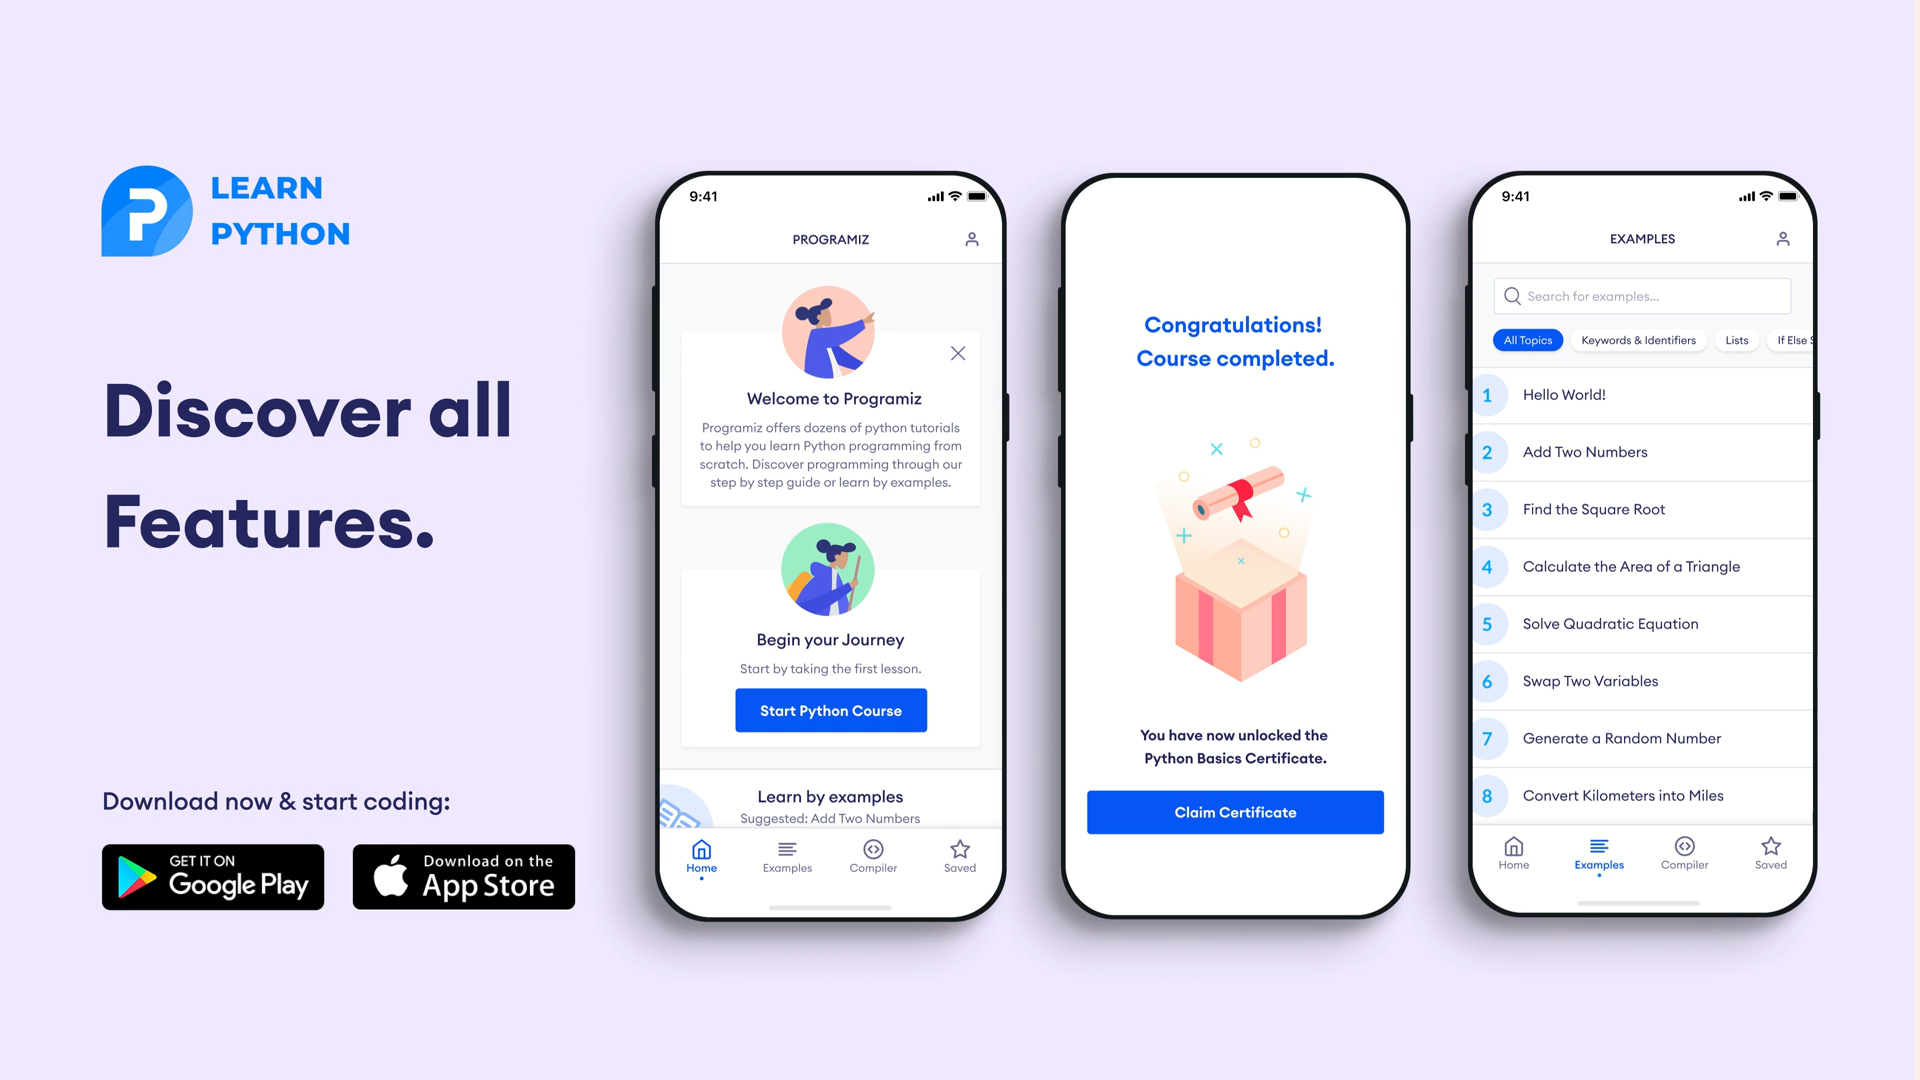 LEARN
PYTHON
Discover all
Features.
Download now & start coding:
GET IT ON
Google Play
Download on the
App Store
9:41
PROGRAMIZ
Welcome to Programiz
Programiz offers dozens of python tutorials
to help you learn Python programming from
scratch. Discover programming through our
step by step guide or learn by examples.
Begin your Journey
Start by taking the first lesson.
Start Python Course
Learn by examples
Suggested: Add Two Numbers
Home Examples Compiler Saved
Congratulations!
Course completed.
You have now unlocked the
Python Basics Certificate.
Claim Certificate
9:41
EXAMPLES
Search for examples...
All Topics Keywords & Identifiers Lists If Else S
1 Hello World!
2 Add Two Numbers
3 Find the Square Root
4 Calculate the Area of a Triangle
5 Solve Quadratic Equation
6 Swap Two Variables
7 Generate a Random Number
8 Convert Kilometers into Miles
Home Examples Compiler Saved